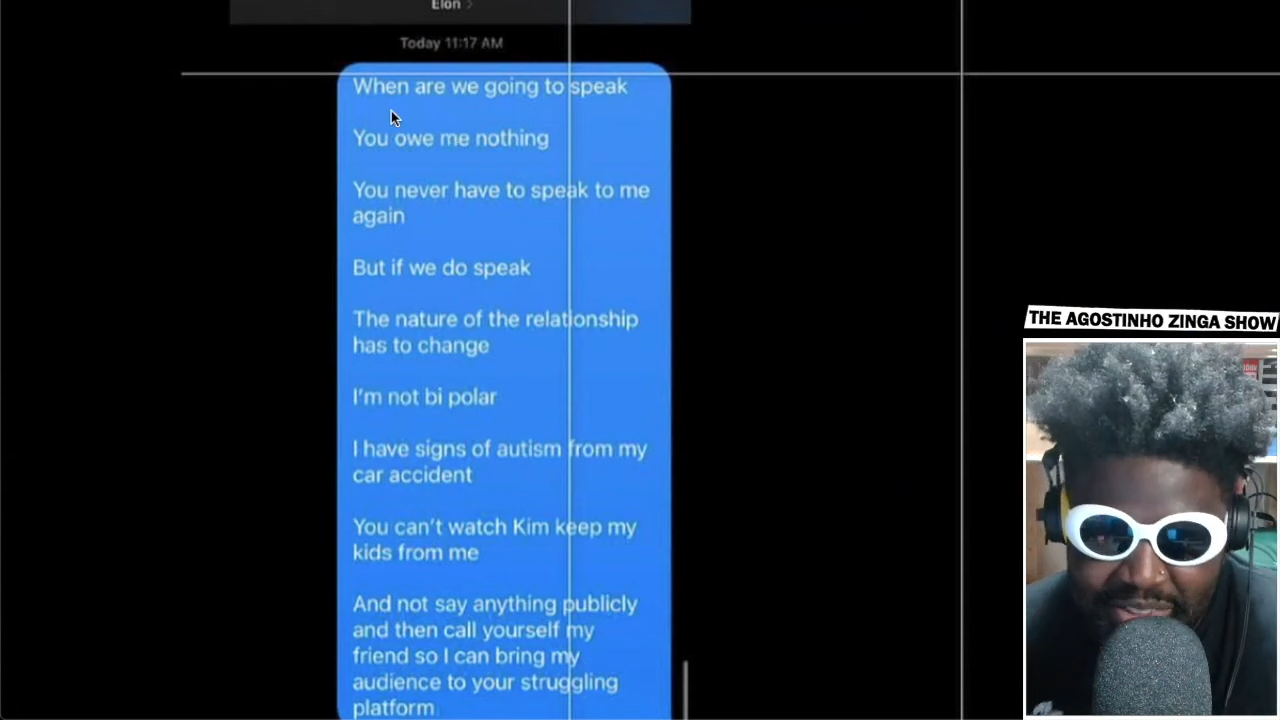 Elon
Today 11:17 AM
When are we going to speak
You owe me nothing
You never have to speak to me
again
But if we do speak
The nature of the relationship
has to change
I'm not bi polar
I have signs of autism from my
car accident
You can't watch Kim keep my
kids from me
And not say anything publicly
and then call yourself my
friend so I can bring my
audience to your struggling
platform
THE AGOSTINHO ZINGA SHOW